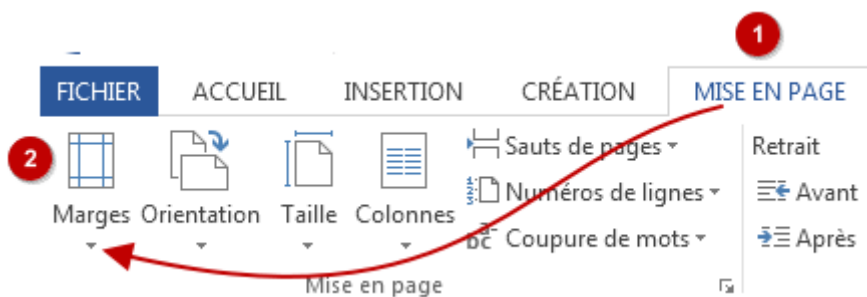 1
FICHIER ACCUEIL INSERTION CRÉATION MISE EN PAGE
2
Sauts de pages Retrait
Numéros de lignes Avant
Marges Orientation Taille Colonnes
bc Coupure de mots Après
Mise en page